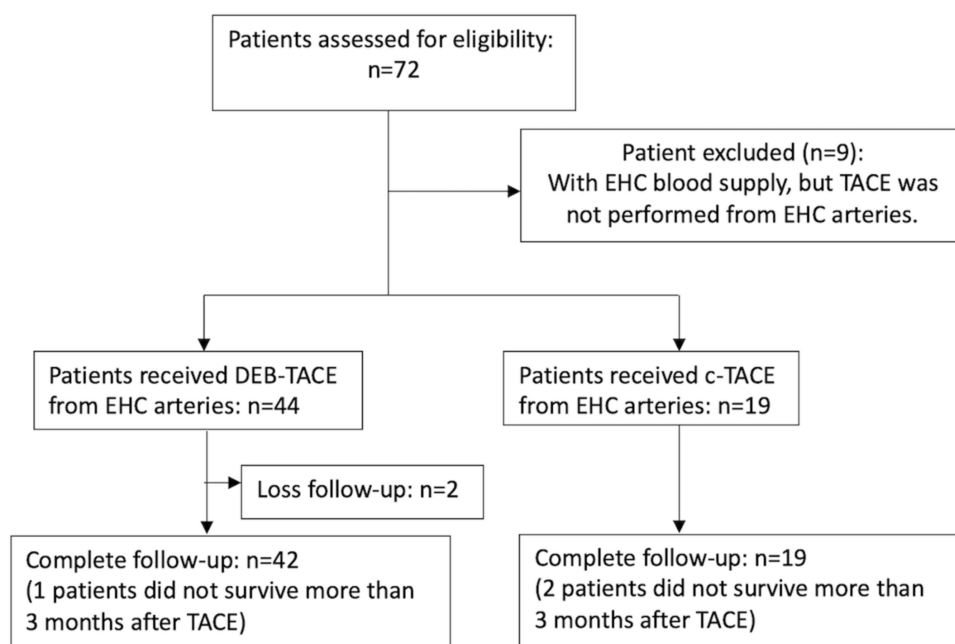 Patients assessed for eligibility:
n=72
Patient excluded (n=9):
With EHC blood supply, but TACE was
not performed from EHC arteries.
Patients received DEB-TACE
from EHC arteries: n=44
Patients received c-TACE
from EHC arteries: n=19
Loss follow-up: n=2
Complete follow-up: n=42
(1 patients did not survive more than
3 months after TACE)
Complete follow-up: n=19
(2 patients did not survive more than
3 months after TACE)